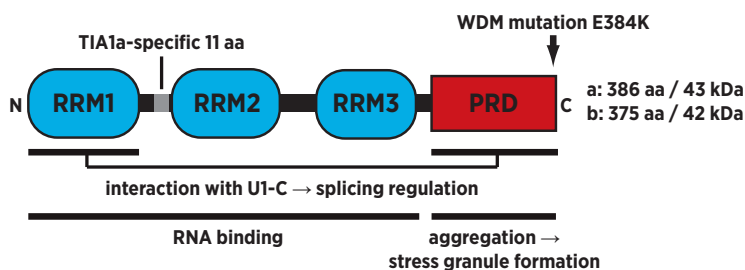 WDM mutation E384K
TIA1a-specific 11 aa
N RRM1 RRM2 RRM3 PRD C
a: 386 aa / 43 kDa
b: 375 aa / 42 kDa
interaction with U1-C → splicing regulation
RNA binding
aggregation →
stress granule formation